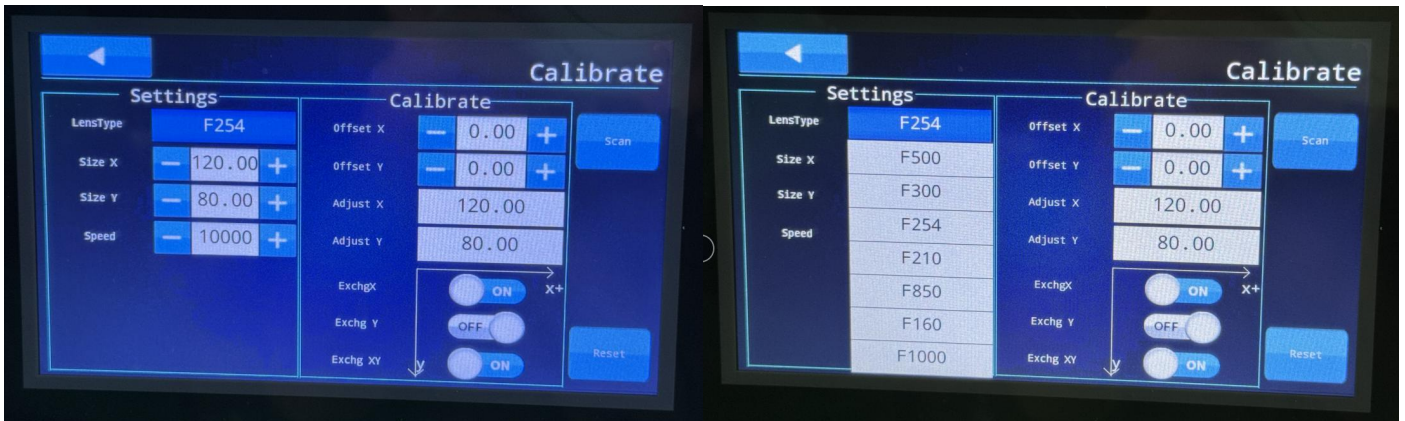 Calibrate
Settings
LensType F254
Size X - 120.00 +
Size Y - 80.00 +
Speed - 10000 +
Calibrate
Offset X - 0.00 +
Offset Y - 0.00 +
Adjust X 120.00
Adjust Y 80.00
ExchgX ON
Exchg Y OFF
Exchg XY ON
x+
y
Scan
Reset
Calibrate
Settings
LensType F254
Size X
Size Y
Speed
F500
F300
F254
F210
F850
F160
F1000
Calibrate
Offset X - 0.00 +
Offset Y - 0.00 +
Adjust X 120.00
Adjust Y 80.00
ExchgX ON
Exchg Y OFF
Exchg XY ON
x+
y
Scan
Reset